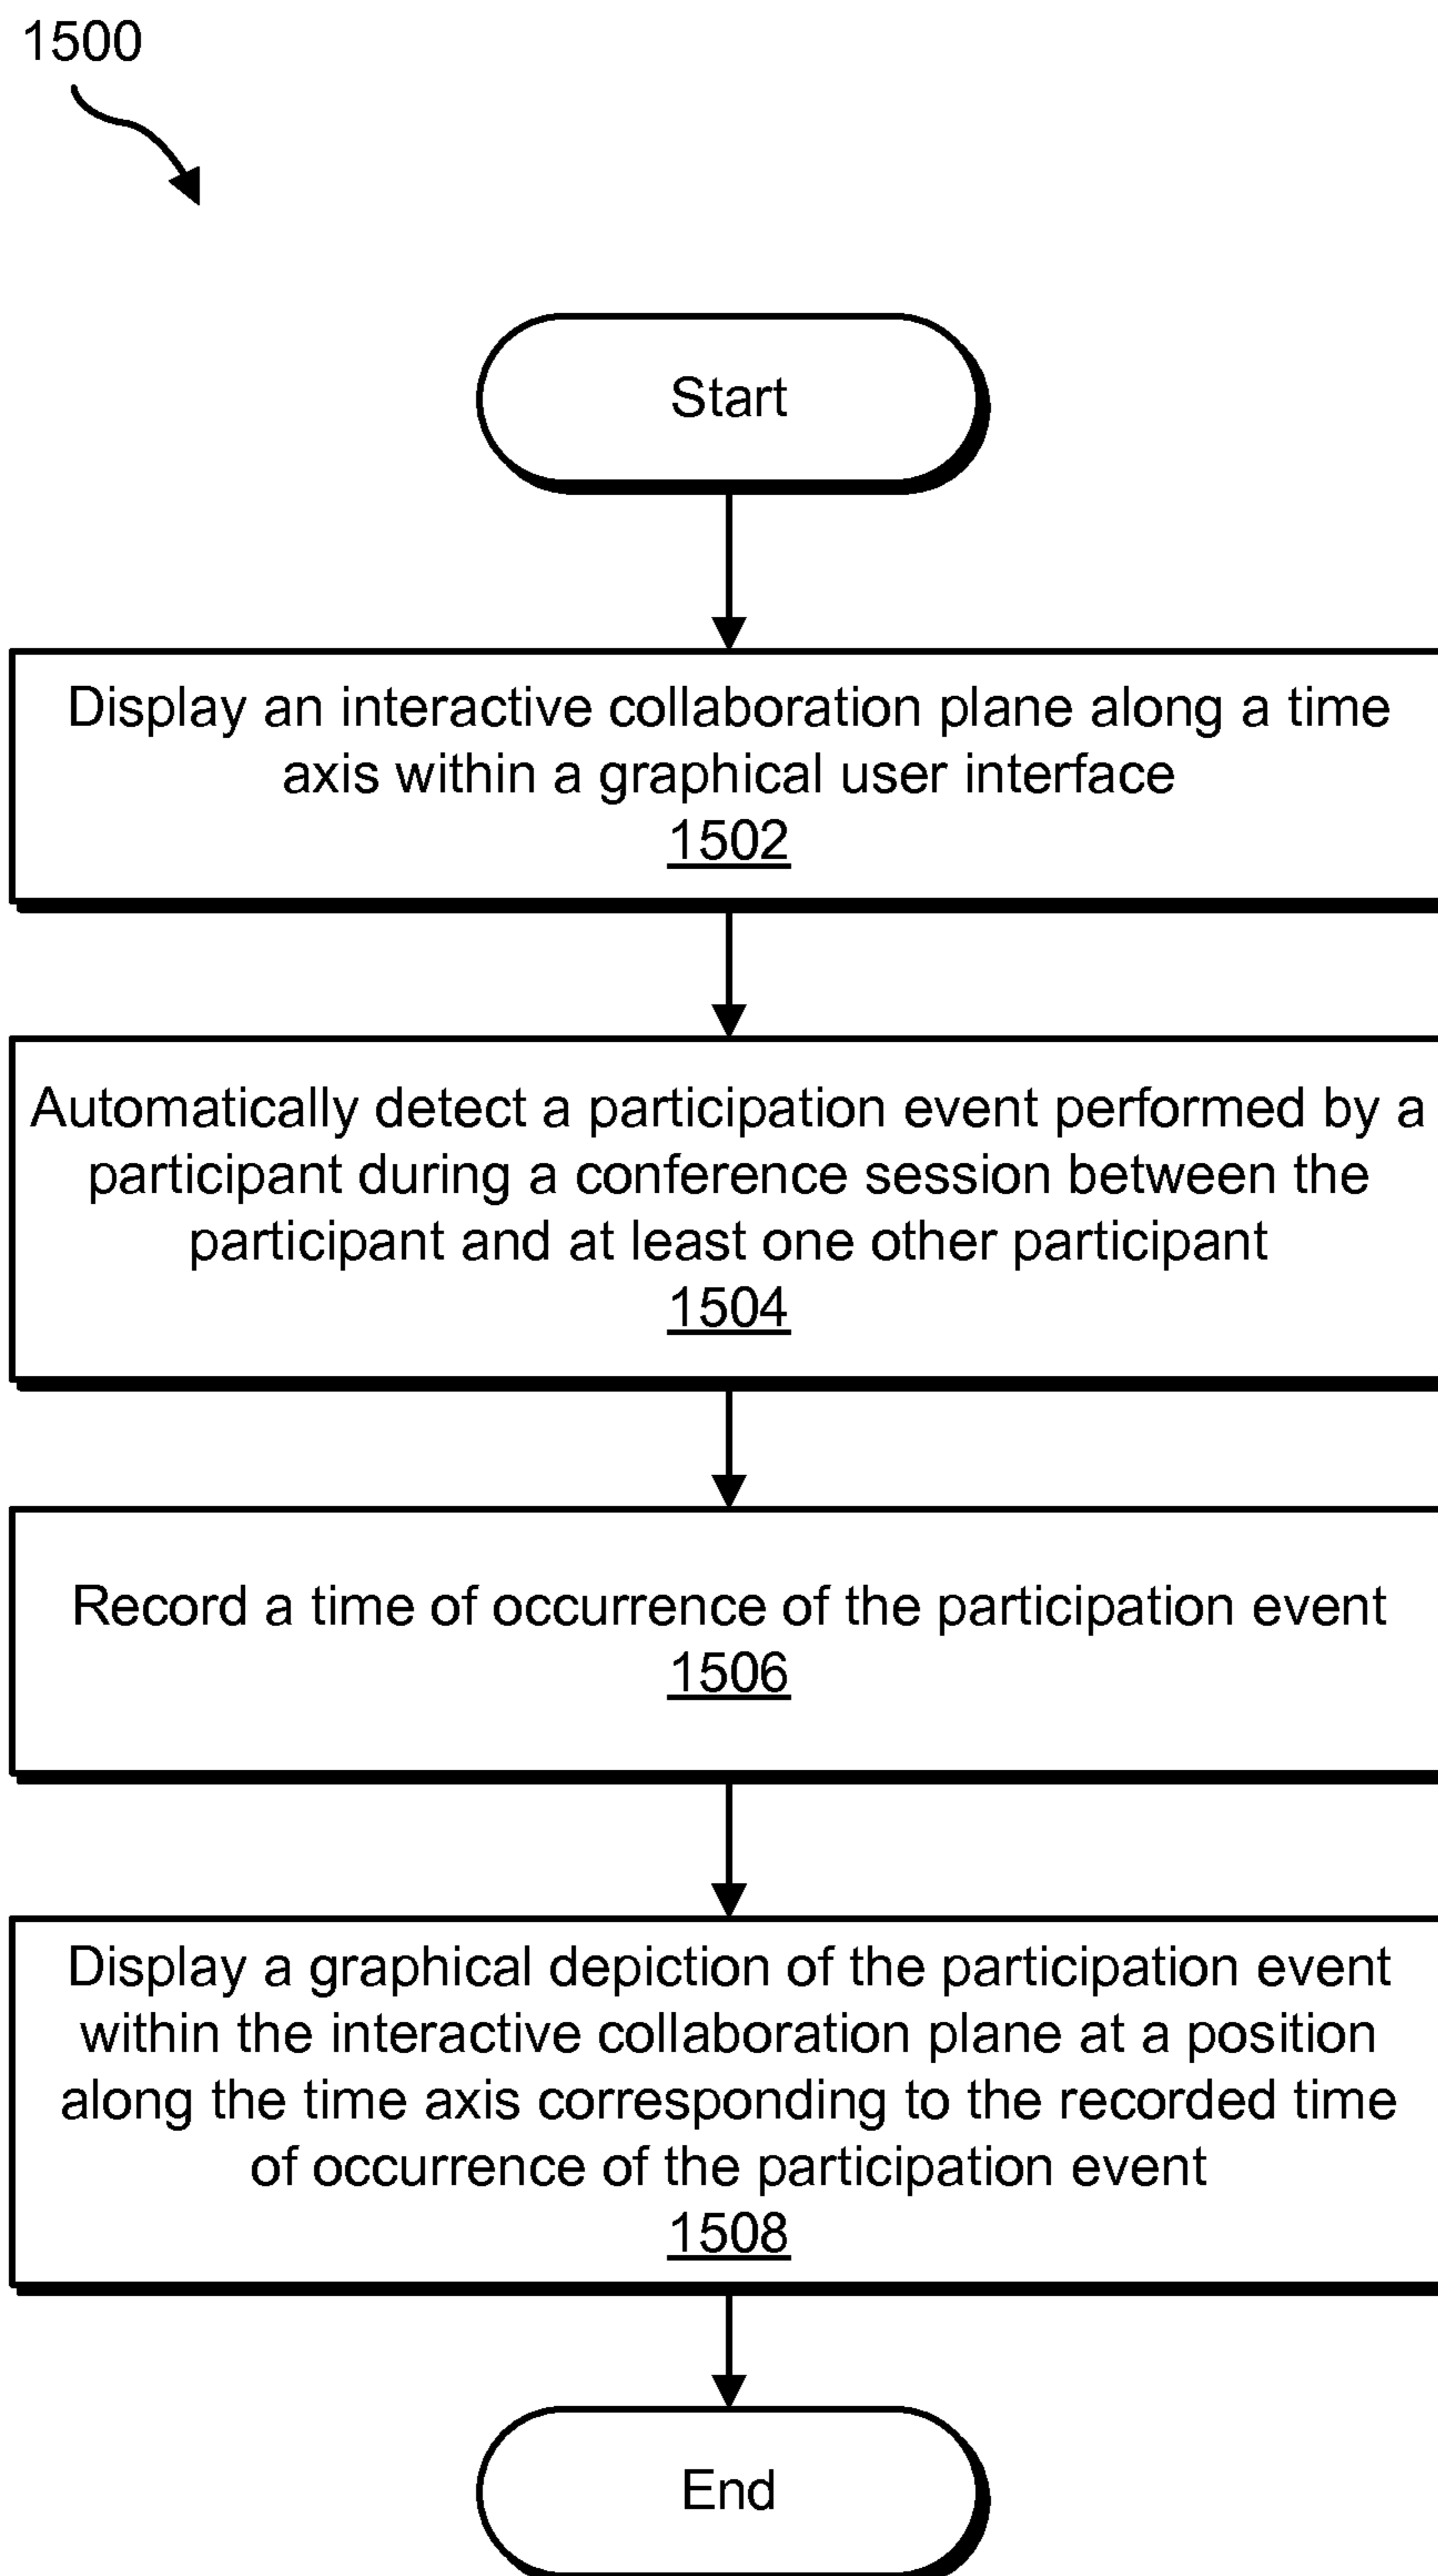 1500
Start
Display an interactive collaboration plane along a time
axis within a graphical user interface
1502
Automatically detect a participation event performed by a
participant during a conference session between the
participant and at least one other participant
1504
Record a time of occurrence of the participation event
1506
Display a graphical depiction of the participation event
within the interactive collaboration plane at a position
along the time axis corresponding to the recorded time
of occurrence of the participation event
1508
End